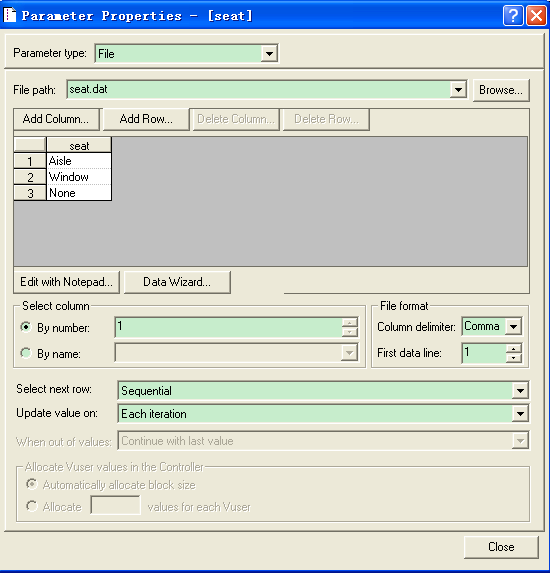 Parameter Properties - [seat]
Parameter type: File
File path: seat.dat Browse...
Add Column... Add Row... Delete Column... Delete Row...
seat
1 Aisle
2 Window
3 None
Edit with Notepad... Data Wizard...
Select column File format
By number: 1 Column delimiter: Comma
By name: First data line: 1
Select next row: Sequential
Update value on: Each iteration
When out of values: Continue with last value
Allocate Vuser values in the Controller
Automatically allocate block size
Allocate values for each Vuser
Close